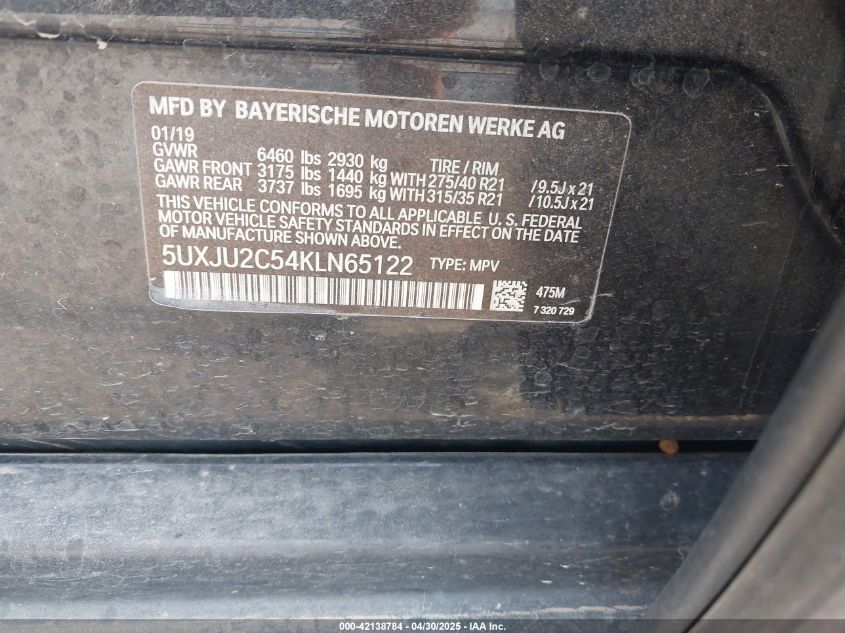 MFD BY BAYERISCHE MOTOREN WERKE AG
01/19
GVWR 6460 lbs 2930 kg TIRE / RIM
GAWR FRONT 3175 lbs 1440 kg WITH 275/40 R21 /9.5J x 21
GAWR REAR 3737 lbs 1695 kg WITH 315/35 R21 /10.5J x 21
THIS VEHICLE CONFORMS TO ALL APPLICABLE U. S. FEDERAL
MOTOR VEHICLE SAFETY STANDARDS IN EFFECT ON THE DATE
OF MANUFACTURE SHOWN ABOVE.
5UXJU2C54KLN65122 TYPE: MPV
475M
7 320 729
000-42138784 - 04/30/2025 - IAA Inc.